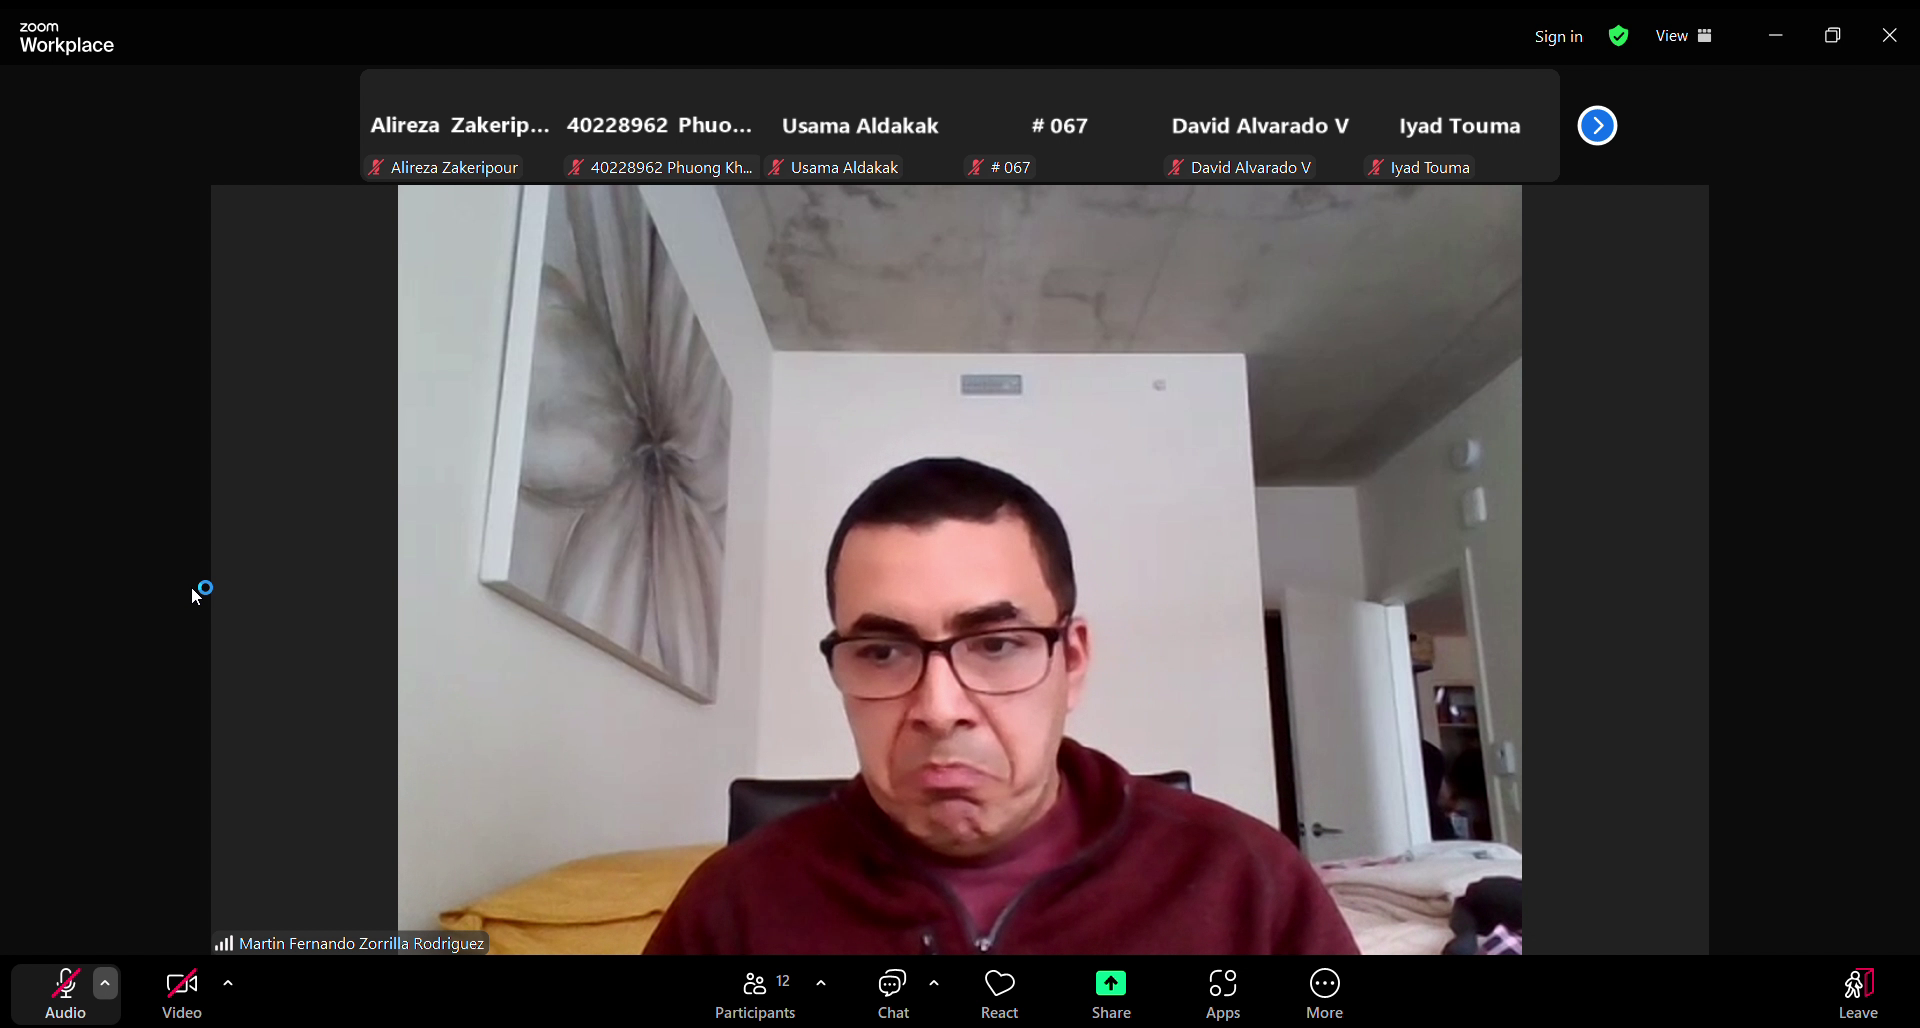 zoom
Workplace
Sign in
View
Alireza Zakerip...
40228962 Phuo...
Usama Aldakak
# 067
David Alvarado V
Iyad Touma
Alireza Zakeripour
40228962 Phuong Kh...
Usama Aldakak
# 067
David Alvarado V
Iyad Touma
Martin Fernando Zorrilla Rodriguez
Audio
Video
12
Participants
Chat
React
Share
Apps
More
Leave